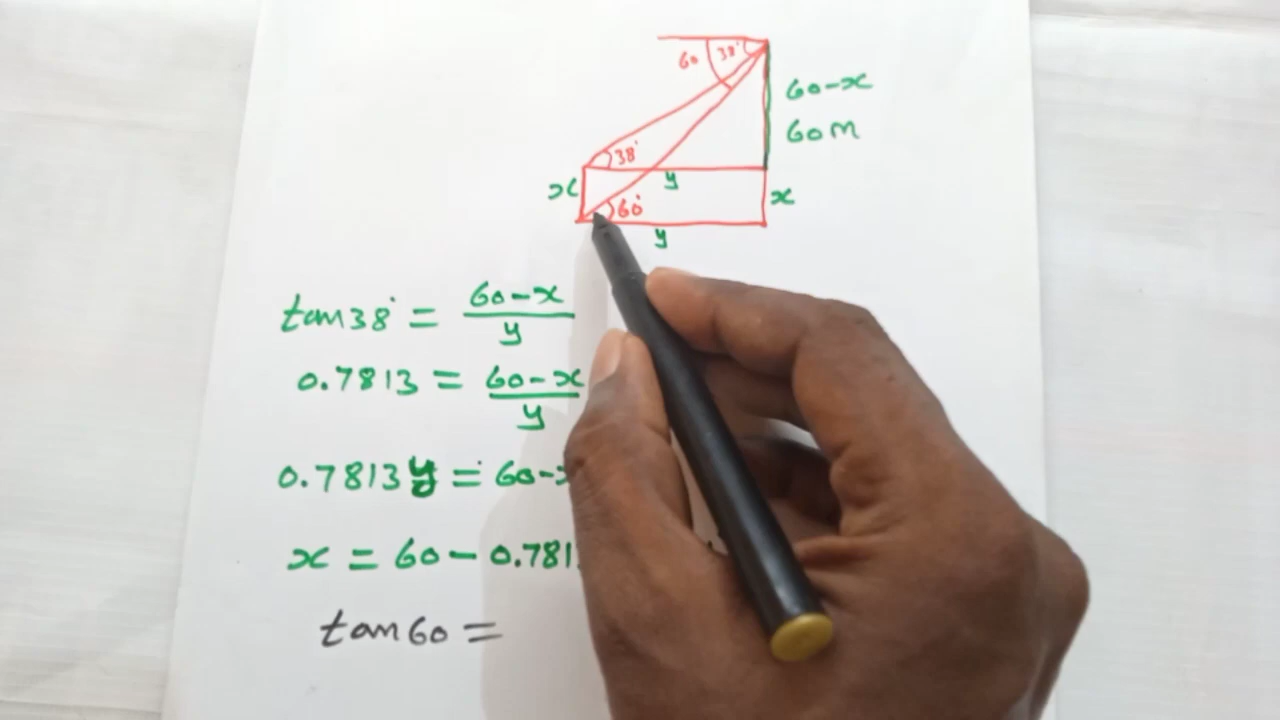 60 38°
60-x
60m
38°
x y x
60°
y
tan38° = 60-x/y
0.7813 = 60-x/y
0.7813y = 60-
x = 60 - 0.781
tan60 =